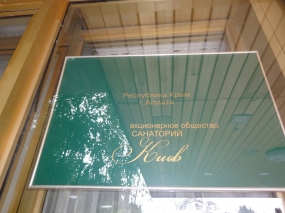 Республика Крым
г. Алушта
акционерное общество
САНАТОРИЙ
Киев